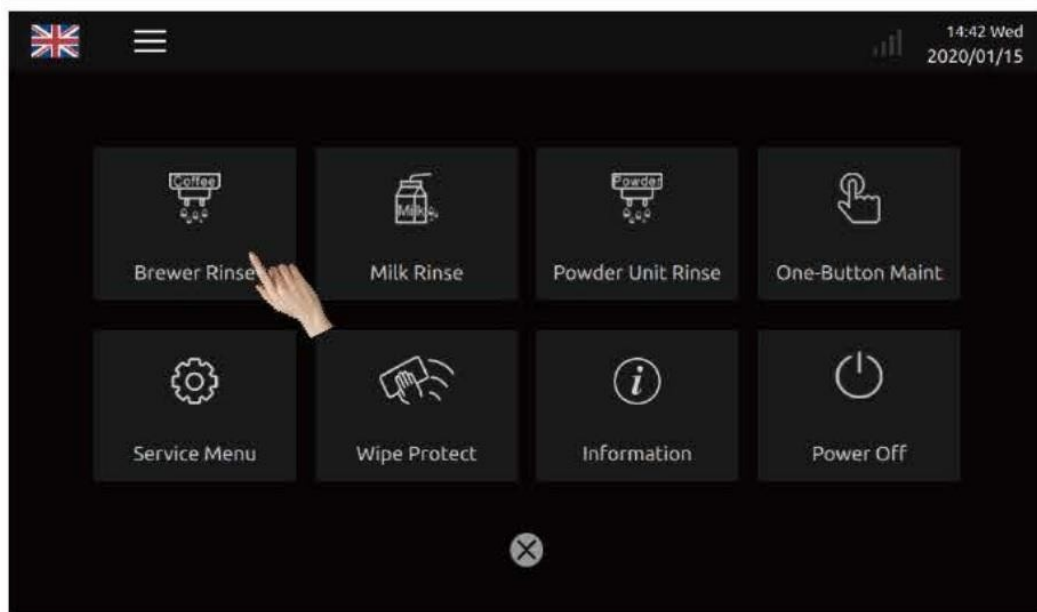 14:42 Wed
2020/01/15
Coffee
Milk
Powder
Brewer Rinse
Milk Rinse
Powder Unit Rinse
One-Button Maint
i
Service Menu
Wipe Protect
Information
Power Off